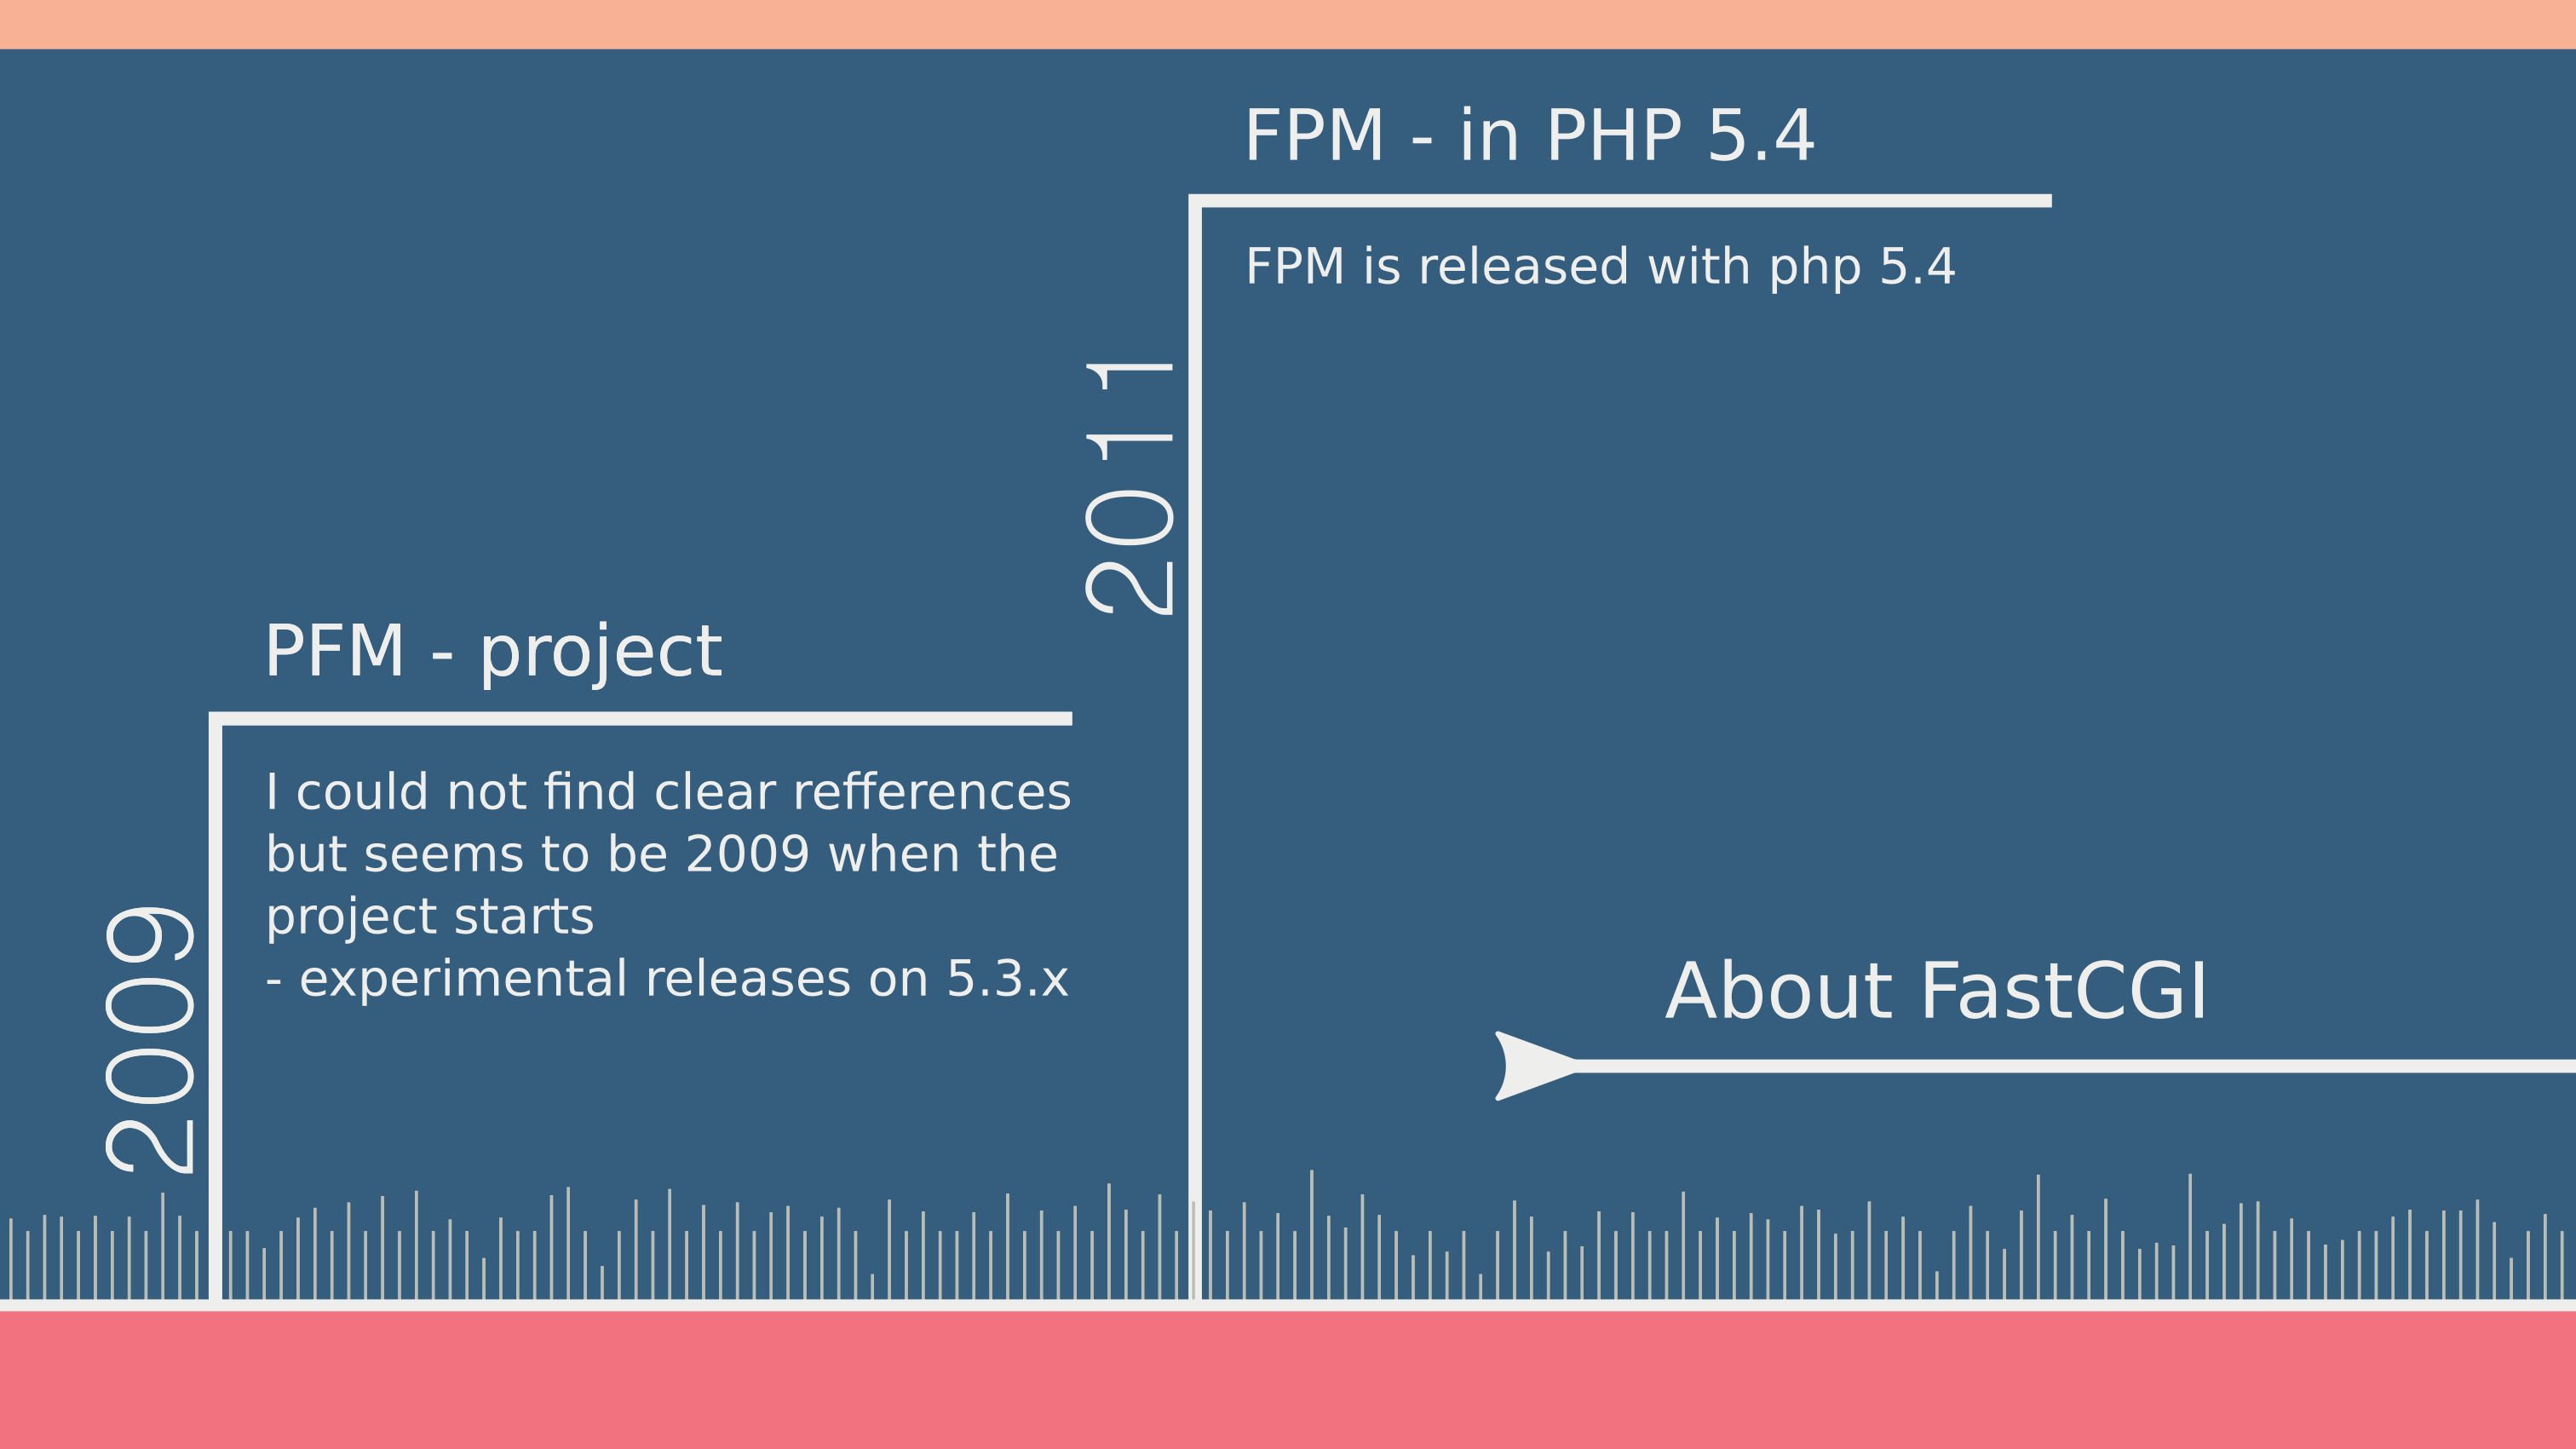 FPM - in PHP 5.4
FPM is released with php 5.4
2011
PFM - project
I could not find clear refferences
but seems to be 2009 when the
project starts
- experimental releases on 5.3.x
2009
About FastCGI